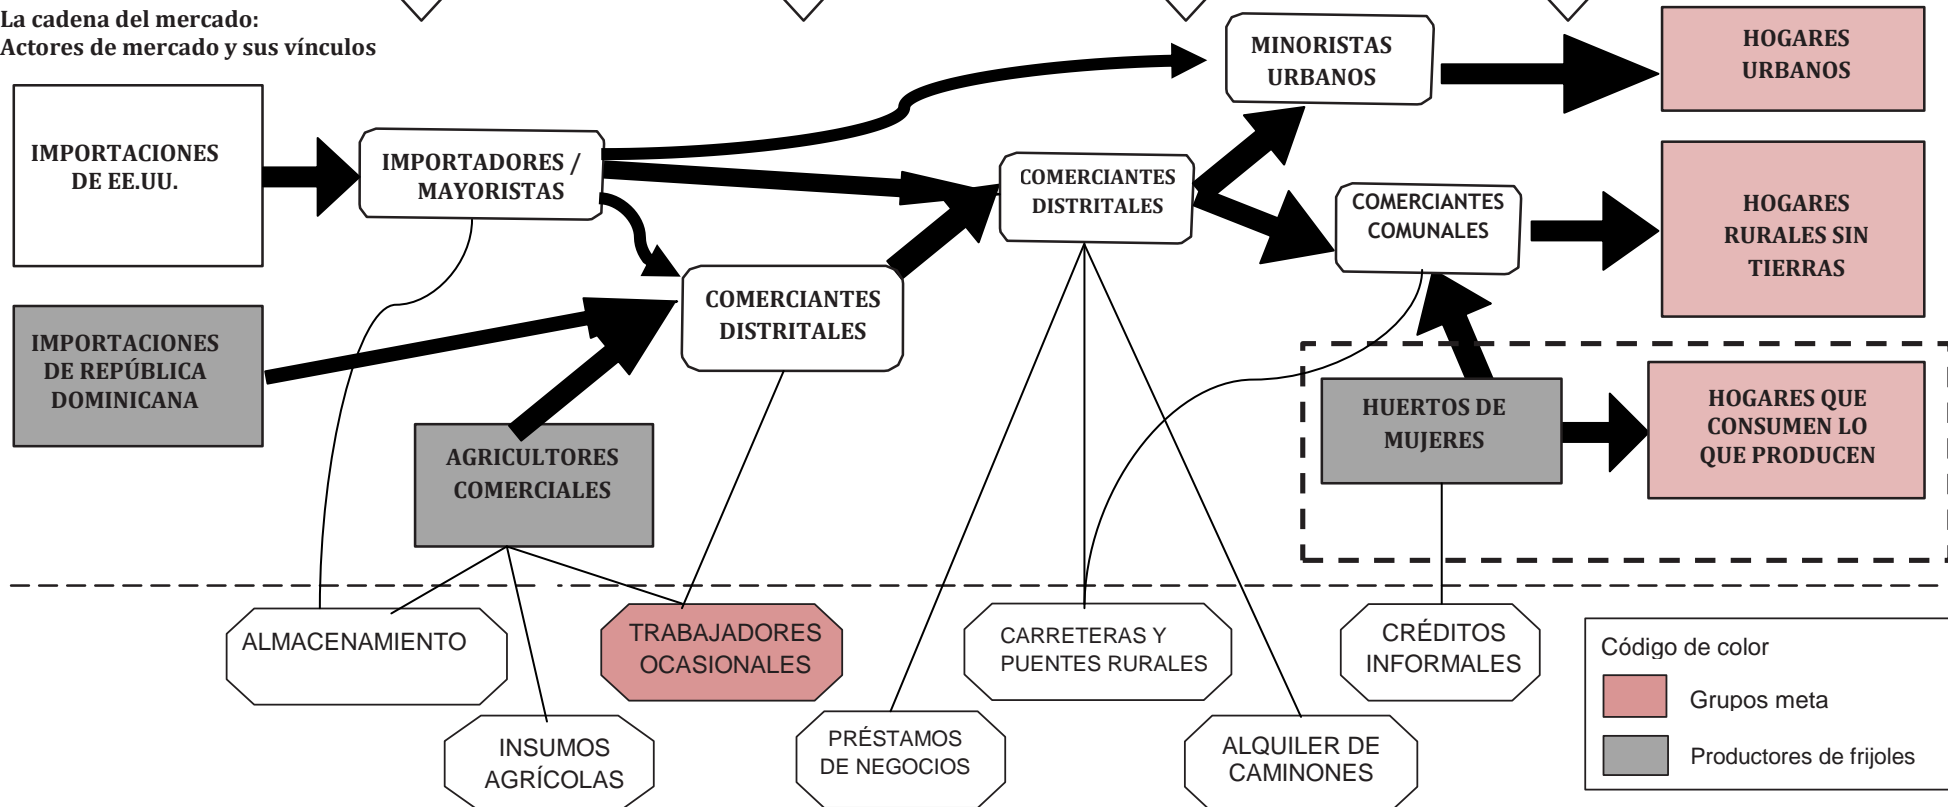 La cadena del mercado:
Actores de mercado y sus vínculos
IMPORTACIONES
DE EE.UU.
IMPORTADORES /
MAYORISTAS
MINORISTAS
URBANOS
HOGARES
URBANOS
COMERCIANTES
DISTRITALES
COMERCIANTES
COMUNALES
HOGARES
RURALES SIN
TIERRAS
IMPORTACIONES
DE REPÚBLICA
DOMINICANA
COMERCIANTES
DISTRITALES
AGRICULTORES
COMERCIALES
HUERTOS DE
MUJERES
HOGARES QUE
CONSUMEN LO
QUE PRODUCEN
ALMACENAMIENTO
TRABAJADORES
OCASIONALES
CARRETERAS Y
PUENTES RURALES
CRÉDITOS
INFORMALES
INSUMOS
AGRÍCOLAS
PRÉSTAMOS
DE NEGOCIOS
ALQUILER DE
CAMINONES
Código de color
Grupos meta
Productores de frijoles